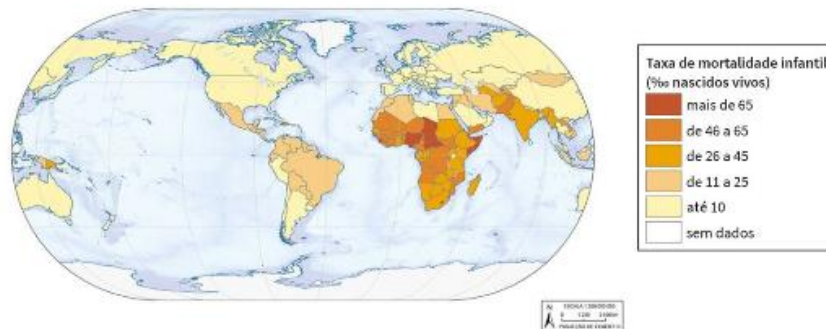 Taxa de mortalidade infantil
(‰ nascidos vivos)
mais de 65
de 46 a 65
de 26 a 45
de 11 a 25
até 10
sem dados
N